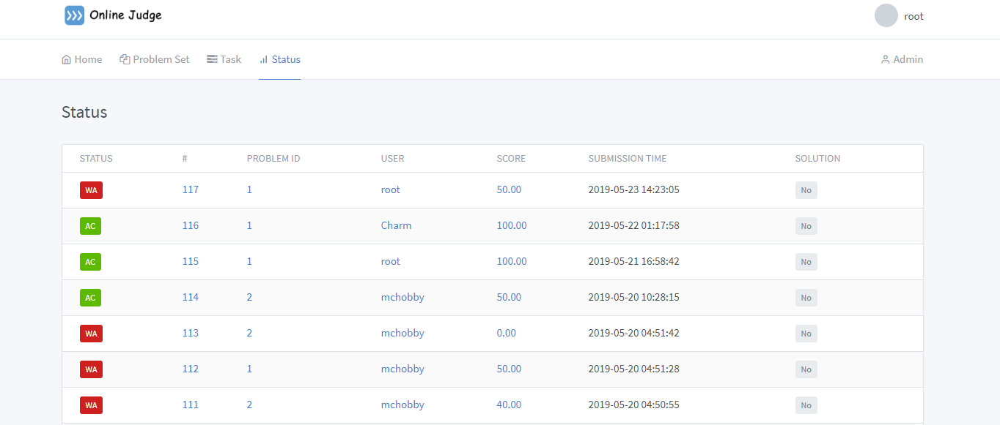 Online Judge
root
Home Problem Set Task Status Admin
Status
STATUS # PROBLEM ID USER SCORE SUBMISSION TIME SOLUTION
WA 117 1 root 50.00 2019-05-23 14:23:05 No
AC 116 1 Charm 100.00 2019-05-22 01:17:58 No
AC 115 1 root 100.00 2019-05-21 16:58:42 No
AC 114 2 mchobby 50.00 2019-05-20 10:28:15 No
WA 113 2 mchobby 0.00 2019-05-20 04:51:42 No
WA 112 1 mchobby 50.00 2019-05-20 04:51:28 No
WA 111 2 mchobby 40.00 2019-05-20 04:50:55 No